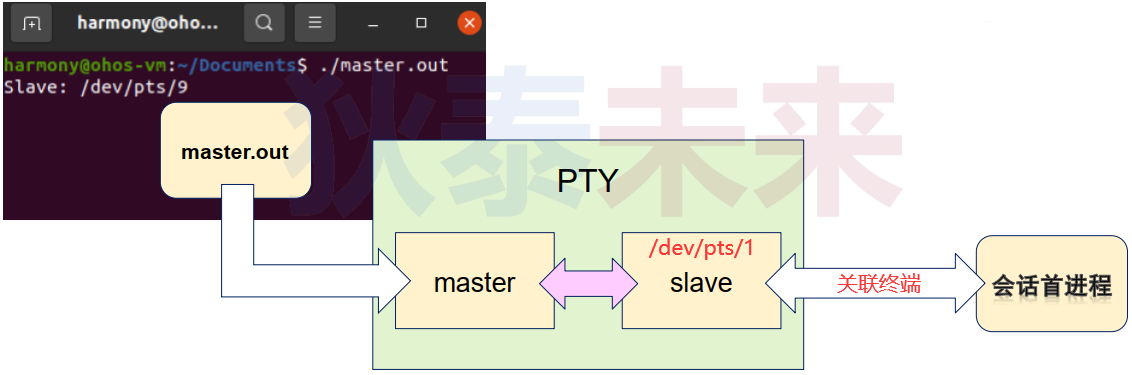 harmony@oho...
harmony@ohos-vm:~/Documents$ ./master.out
Slave: /dev/pts/9
狄泰未来
master.out
PTY
/dev/pts/1
master
slave
关联终端
会话首进程